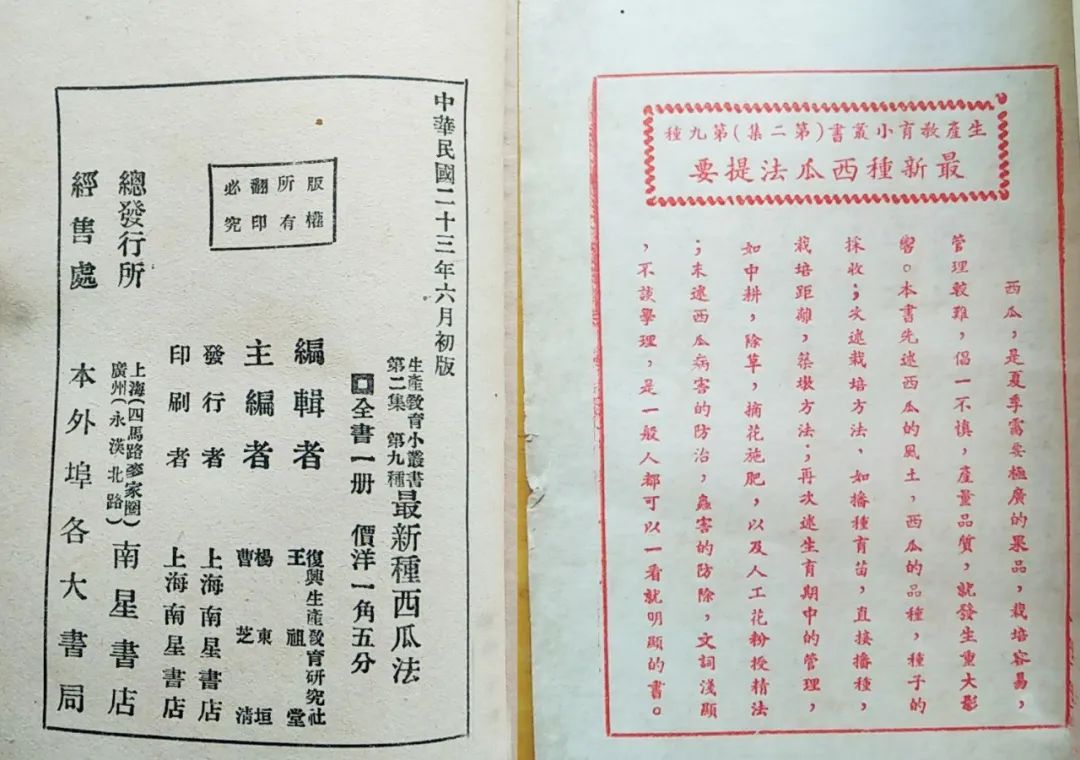 中華民國二十三年六月初版
生產敎育小叢書
第二集 第九種
最新種西瓜法
全書一册 價洋一角五分
版權
所有
翻印
必究
編輯者 復興生產敎育研究社
王祖堂
主編者 楊東垣
曹芝清
發行者 上海南星書店
印刷者 上海南星書店
總發行所 上海(四馬路麥家圈)
廣州(永漢北路)
南星書店
經售處 本外埠各大書局
生產敎育小叢書(第二集)第九種
最新種西瓜法提要
西瓜,是夏季需要極廣的果品,栽培容易,
管理較難,倡一不慎,產量品質,就發生重大影
響。本書先述西瓜的風土,西瓜的品種,種子的
採收;次述栽培方法、如播種育苗,直接播種,
栽培距離,築墩方法;再次述生育期中的管理,
如中耕,除草,摘花施肥,以及人工花粉授精法
;末述西瓜病害的防治,蟲害的防除,文詞淺顯
,不談學理,是一般人都可以一看就明顯的書。